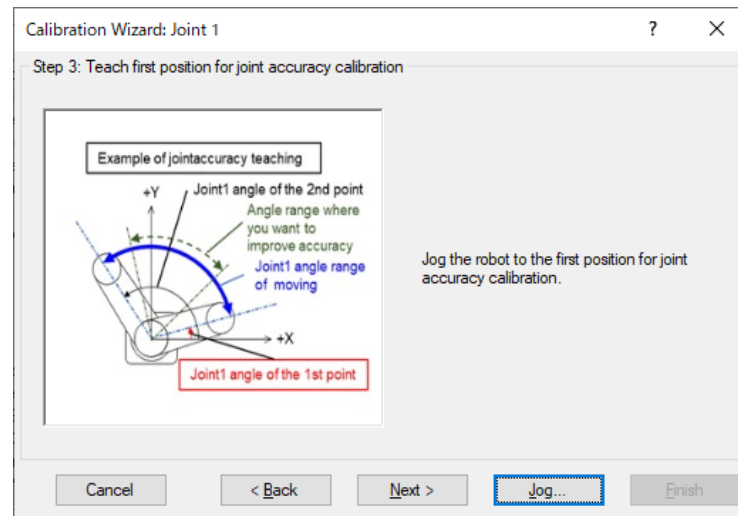 Calibration Wizard: Joint 1
?
Step 3: Teach first position for joint accuracy calibration
Example of jointaccuracy teaching
+Y
Joint1 angle of the 2nd point
Angle range where
you want to
improve accuracy
Joint1 angle range
of moving
+X
Joint1 angle of the 1st point
Jog the robot to the first position for joint
accuracy calibration.
Cancel
< Back
Next >
Jog...
Finish